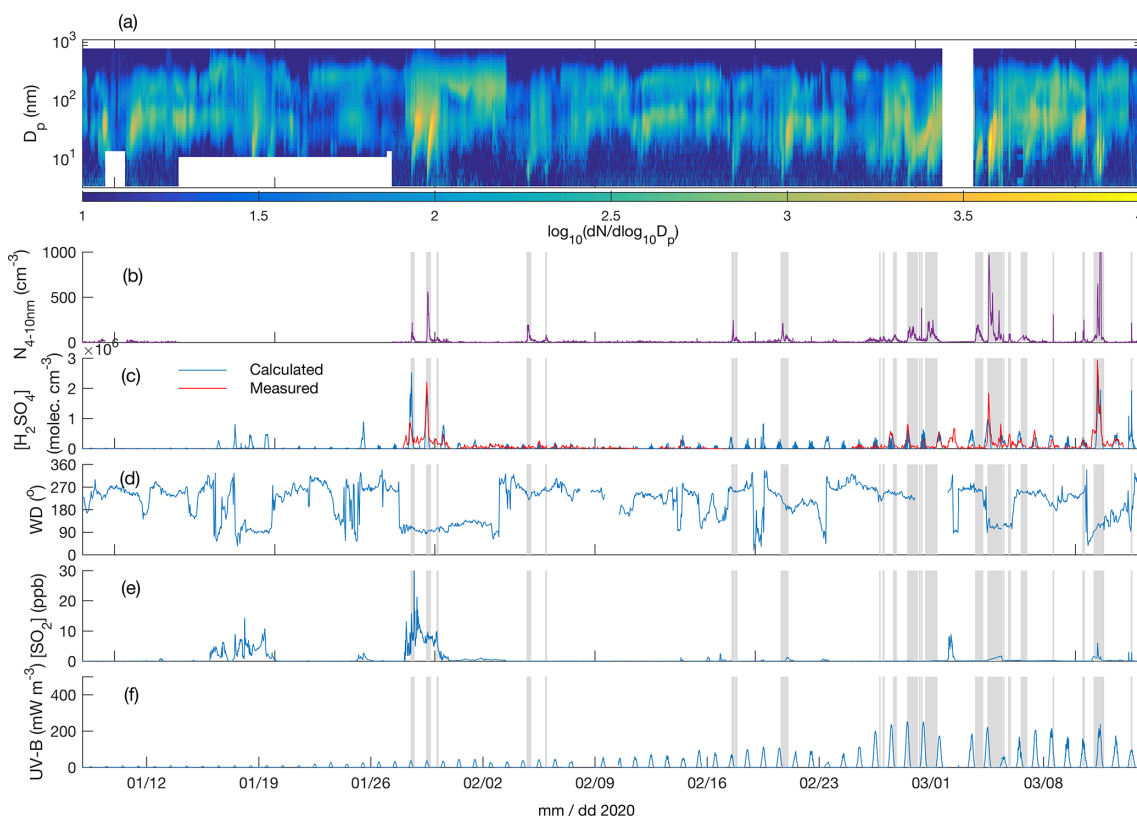 (a)
10³
10²
10¹
D_p (nm)
1 1.5 2 2.5 3 3.5 4
log₁₀(dN/dlog₁₀D_p)
(b)
1000
500
0
N_4-10nm (cm⁻³)
×10⁶
(c)
Calculated
Measured
3
2
1
0
[H₂SO₄]
(molec. cm⁻³)
(d)
360
270
180
90
0
WD (°)
(e)
30
20
10
0
[SO₂] (ppb)
(f)
400
200
0
UV-B (mW m⁻³)
01/12 01/19 01/26 02/02 02/09 02/16 02/23 03/01 03/08
mm / dd 2020